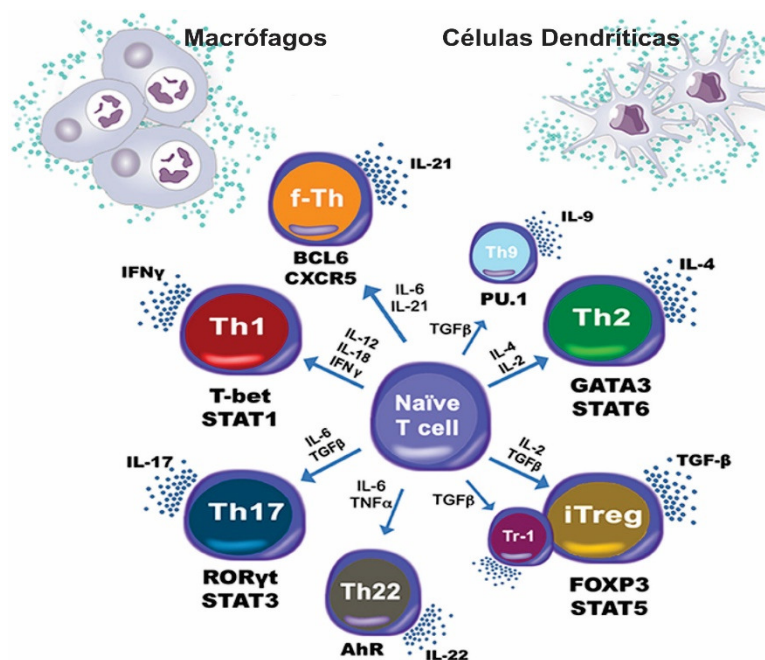 Macrófagos
Células Dendríticas
IL-21
f-Th
BCL6
CXCR5
IL-9
Th9
PU.1
IL-4
Th2
GATA3
STAT6
IFNγ
Th1
T-bet
STAT1
IL-6
IL-21
TGFβ
IL-4
IL-2
IL-12
IL-18
IFNγ
Naïve
T cell
IL-6
TGFβ
IL-2
TGFβ
IL-17
Th17
RORγt
STAT3
IL-6
TNFα
TGFβ
TGF-β
Tr-1
iTreg
FOXP3
STAT5
Th22
AhR
IL-22